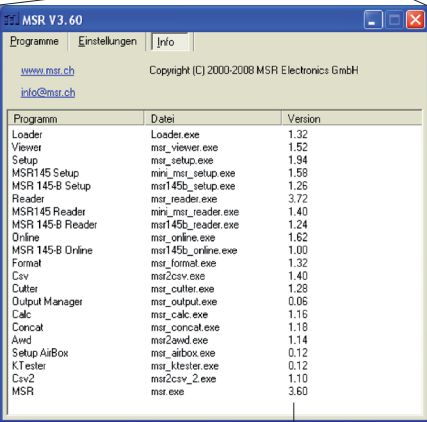 MSR V3.60
Programme Einstellungen Info
www.msr.ch Copyright (C) 2000-2008 MSR Electronics GmbH
info@msr.ch
Programm Datei Version
Loader Loader.exe 1.32
Viewer msr_viewer.exe 1.52
Setup msr_setup.exe 1.94
MSR145 Setup mini_msr_setup.exe 1.58
MSR 145-B Setup msr145b_setup.exe 1.26
Reader msr_reader.exe 3.72
MSR145 Reader mini_msr_reader.exe 1.40
MSR 145-B Reader msr145b_reader.exe 1.24
Online msr_online.exe 1.62
MSR 145-B Online msr145b_online.exe 1.00
Format msr_format.exe 1.32
Csv msr2csv.exe 1.40
Cutter msr_cutter.exe 1.28
Output Manager msr_output.exe 0.06
Calc msr_calc.exe 1.16
Concat msr_concat.exe 1.18
Awd msr2awd.exe 1.14
Setup AirBox msr_airbox.exe 0.12
KTester msr_ktester.exe 0.12
Csv2 msr2csv_2.exe 1.10
MSR msr.exe 3.60